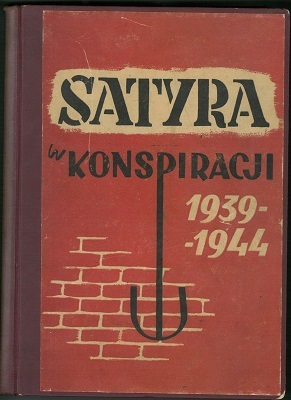 SATYRA
w KONSPIRACJI
1939-
-1944